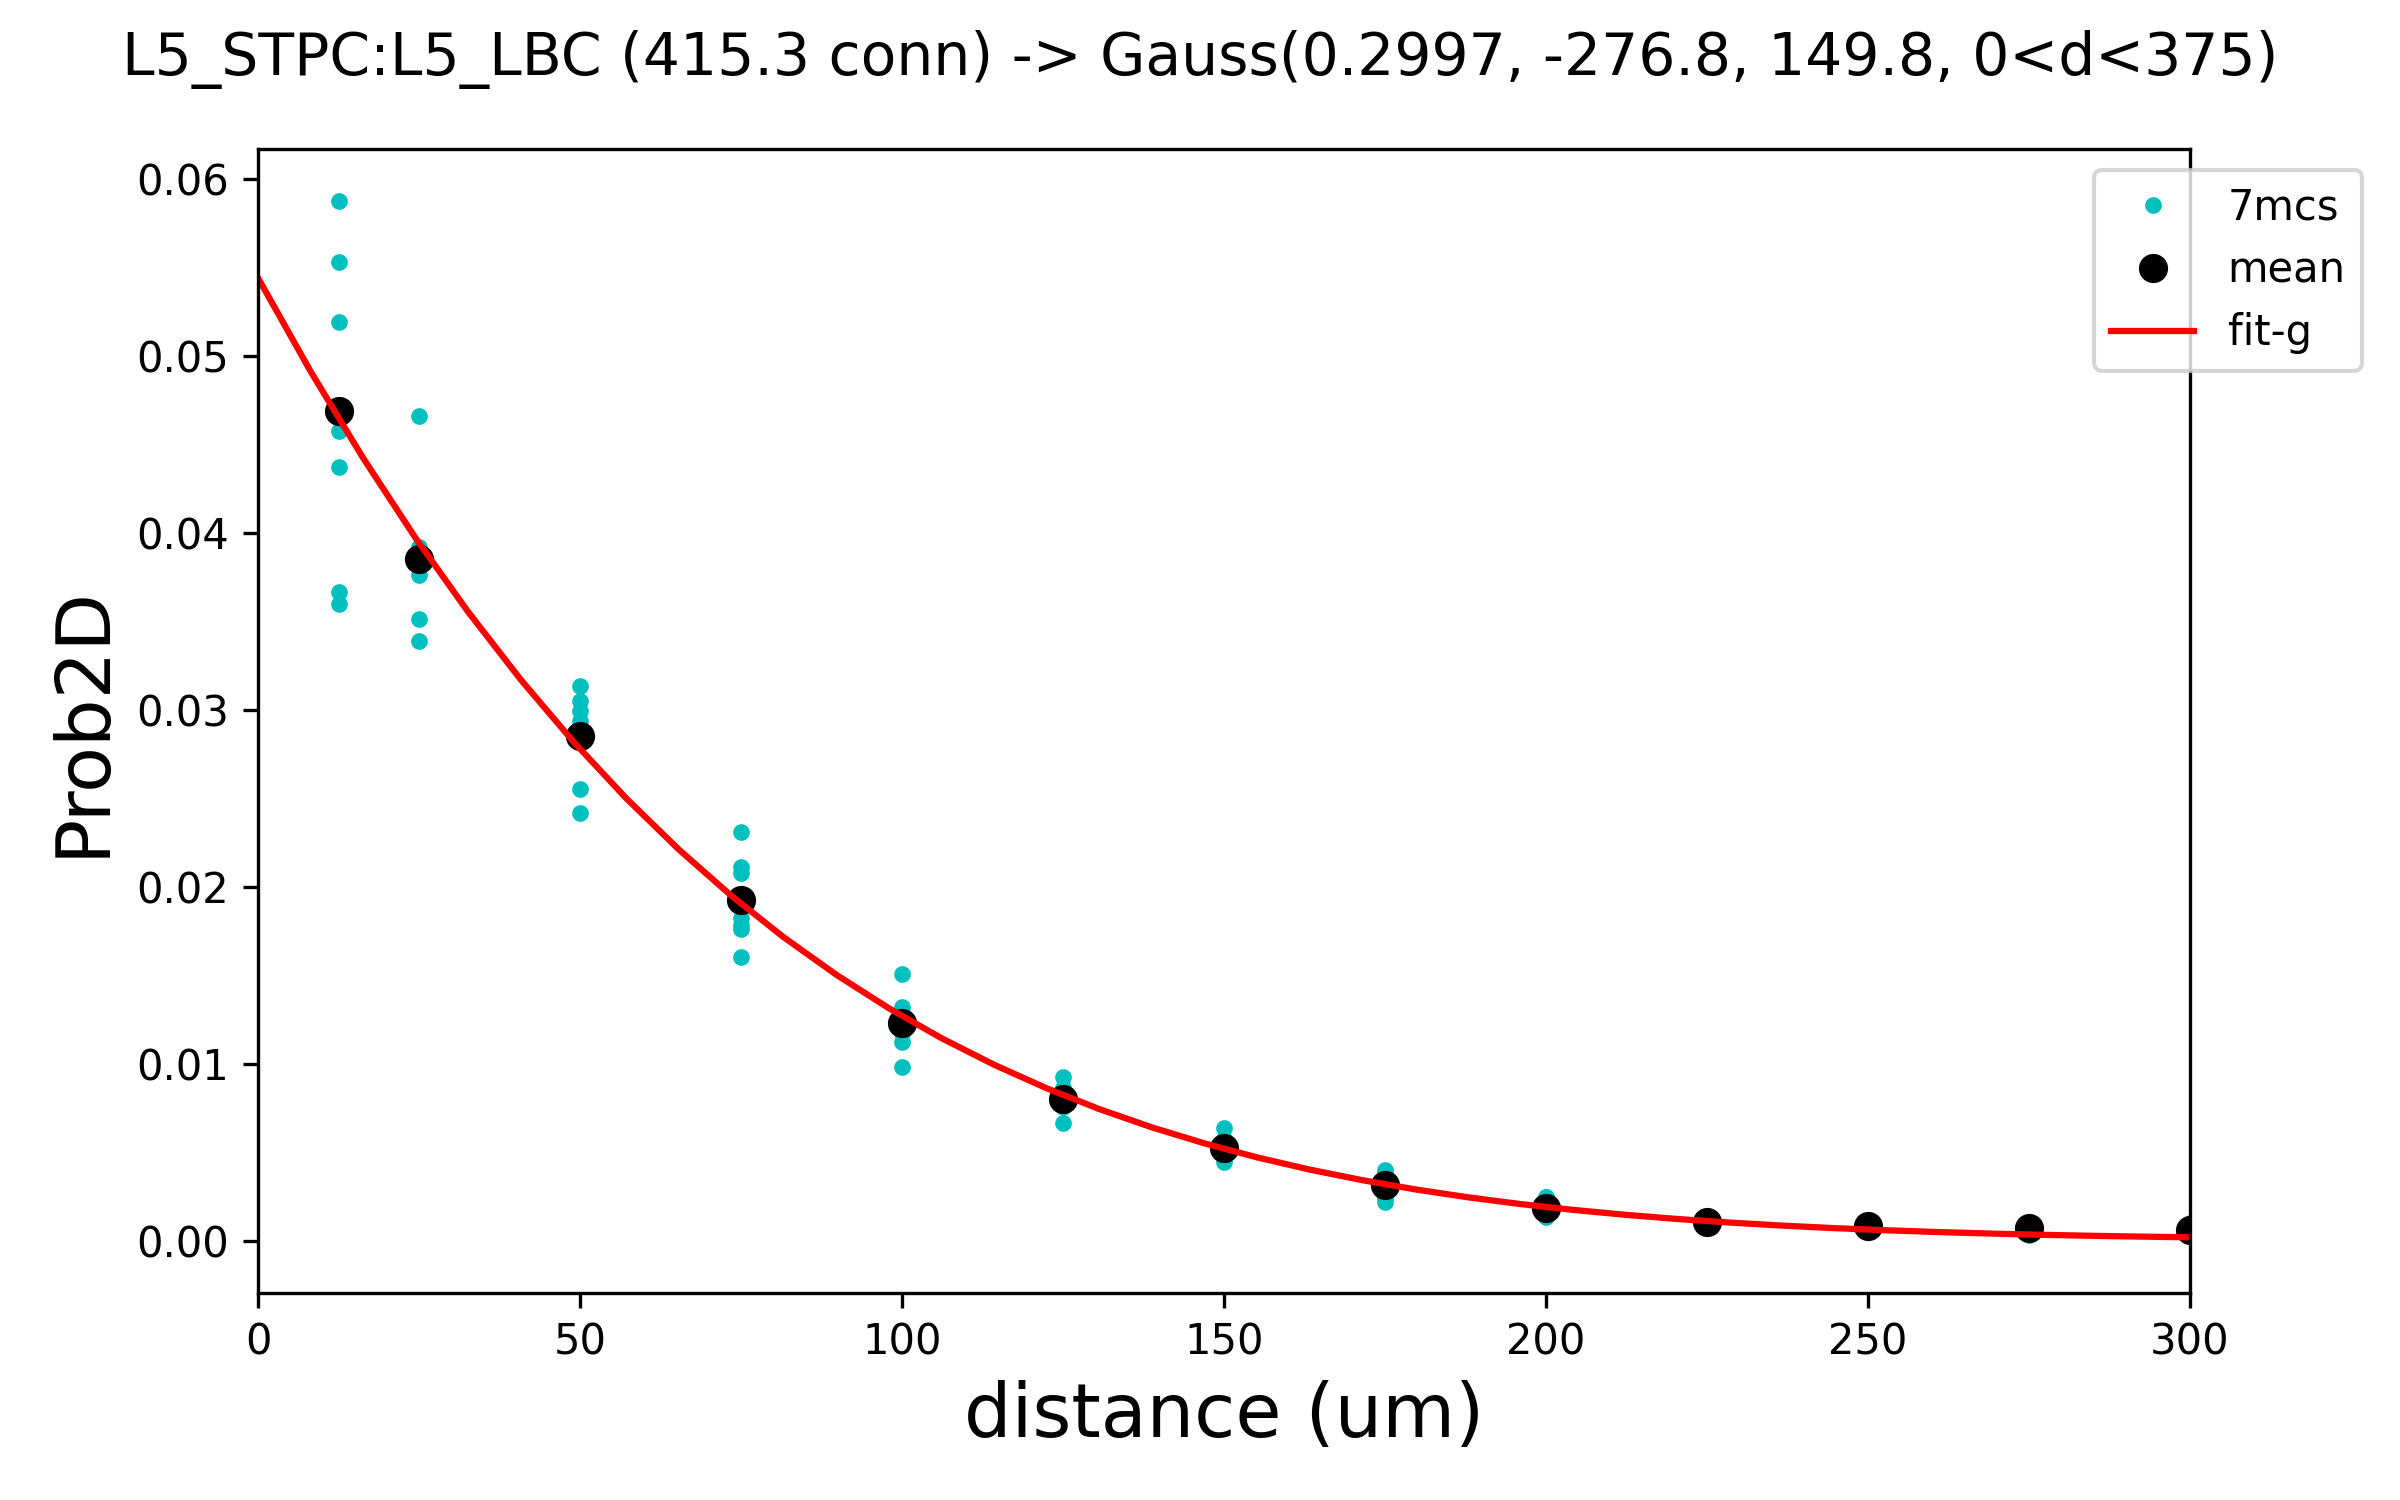 L5_STPC:L5_LBC (415.3 conn) -> Gauss(0.2997, -276.8, 149.8, 0<d<375)
7mcs
mean
fit-g
Prob2D
0.06
0.05
0.04
0.03
0.02
0.01
0.00
0 50 100 150 200 250 300
distance (um)